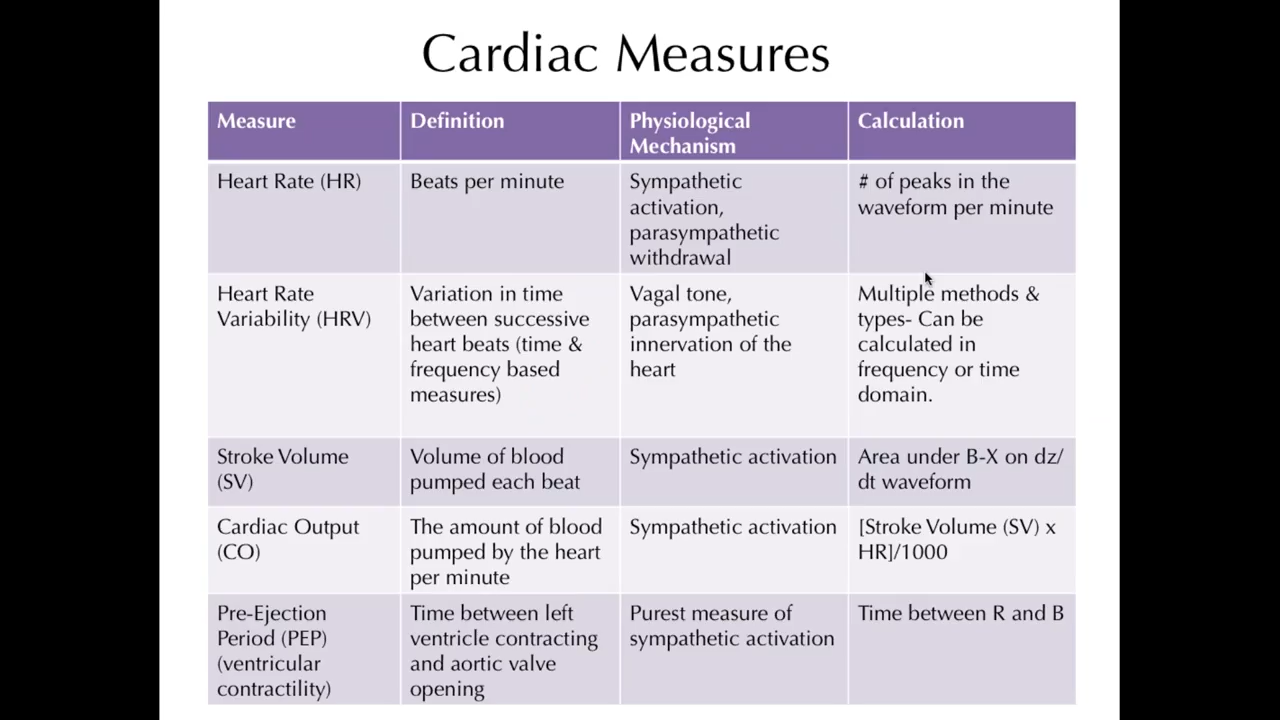 Cardiac Measures
Measure
Definition
Physiological
Mechanism
Calculation
Heart Rate (HR)
Beats per minute
Sympathetic
activation,
parasympathetic
withdrawal
# of peaks in the
waveform per minute
Heart Rate
Variability (HRV)
Variation in time
between successive
heart beats (time &
frequency based
measures)
Vagal tone,
parasympathetic
innervation of the
heart
Multiple methods &
types- Can be
calculated in
frequency or time
domain.
Stroke Volume
(SV)
Volume of blood
pumped each beat
Sympathetic activation
Area under B-X on dz/
dt waveform
Cardiac Output
(CO)
The amount of blood
pumped by the heart
per minute
Sympathetic activation
[Stroke Volume (SV) x
HR]/1000
Pre-Ejection
Period (PEP)
(ventricular
contractility)
Time between left
ventricle contracting
and aortic valve
opening
Purest measure of
sympathetic activation
Time between R and B